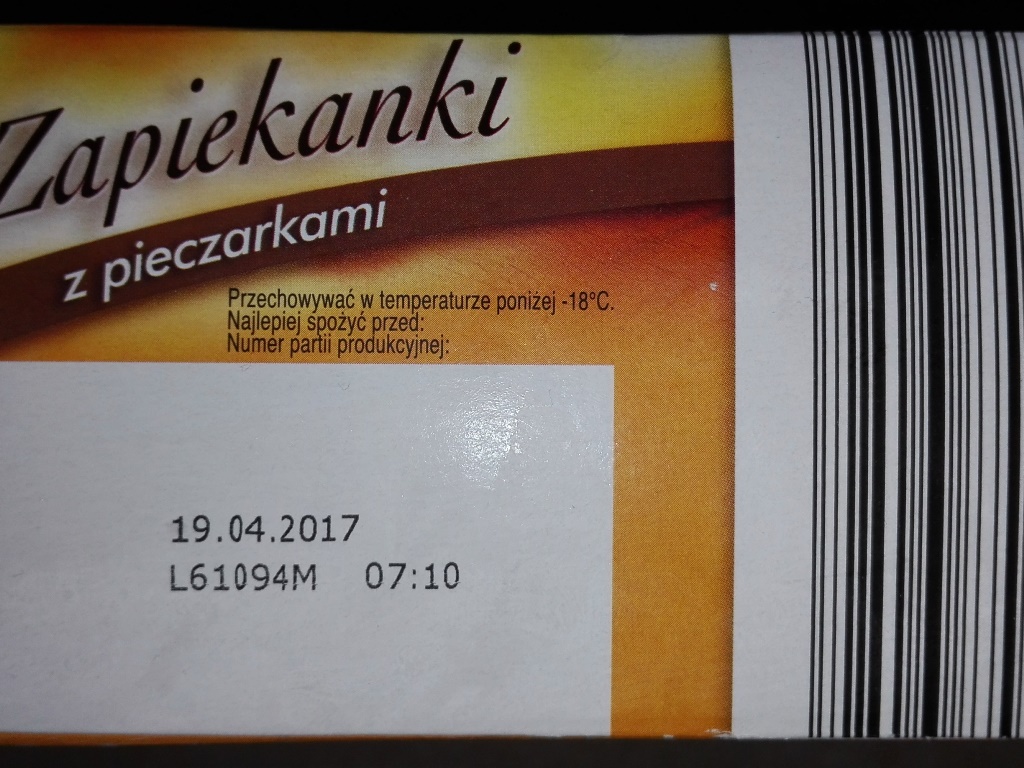 Zapiekanki
z pieczarkami
Przechowywać w temperaturze poniżej -18°C.
Najlepiej spożyć przed:
Numer partii produkcyjnej:
19.04.2017
L61094M 07:10